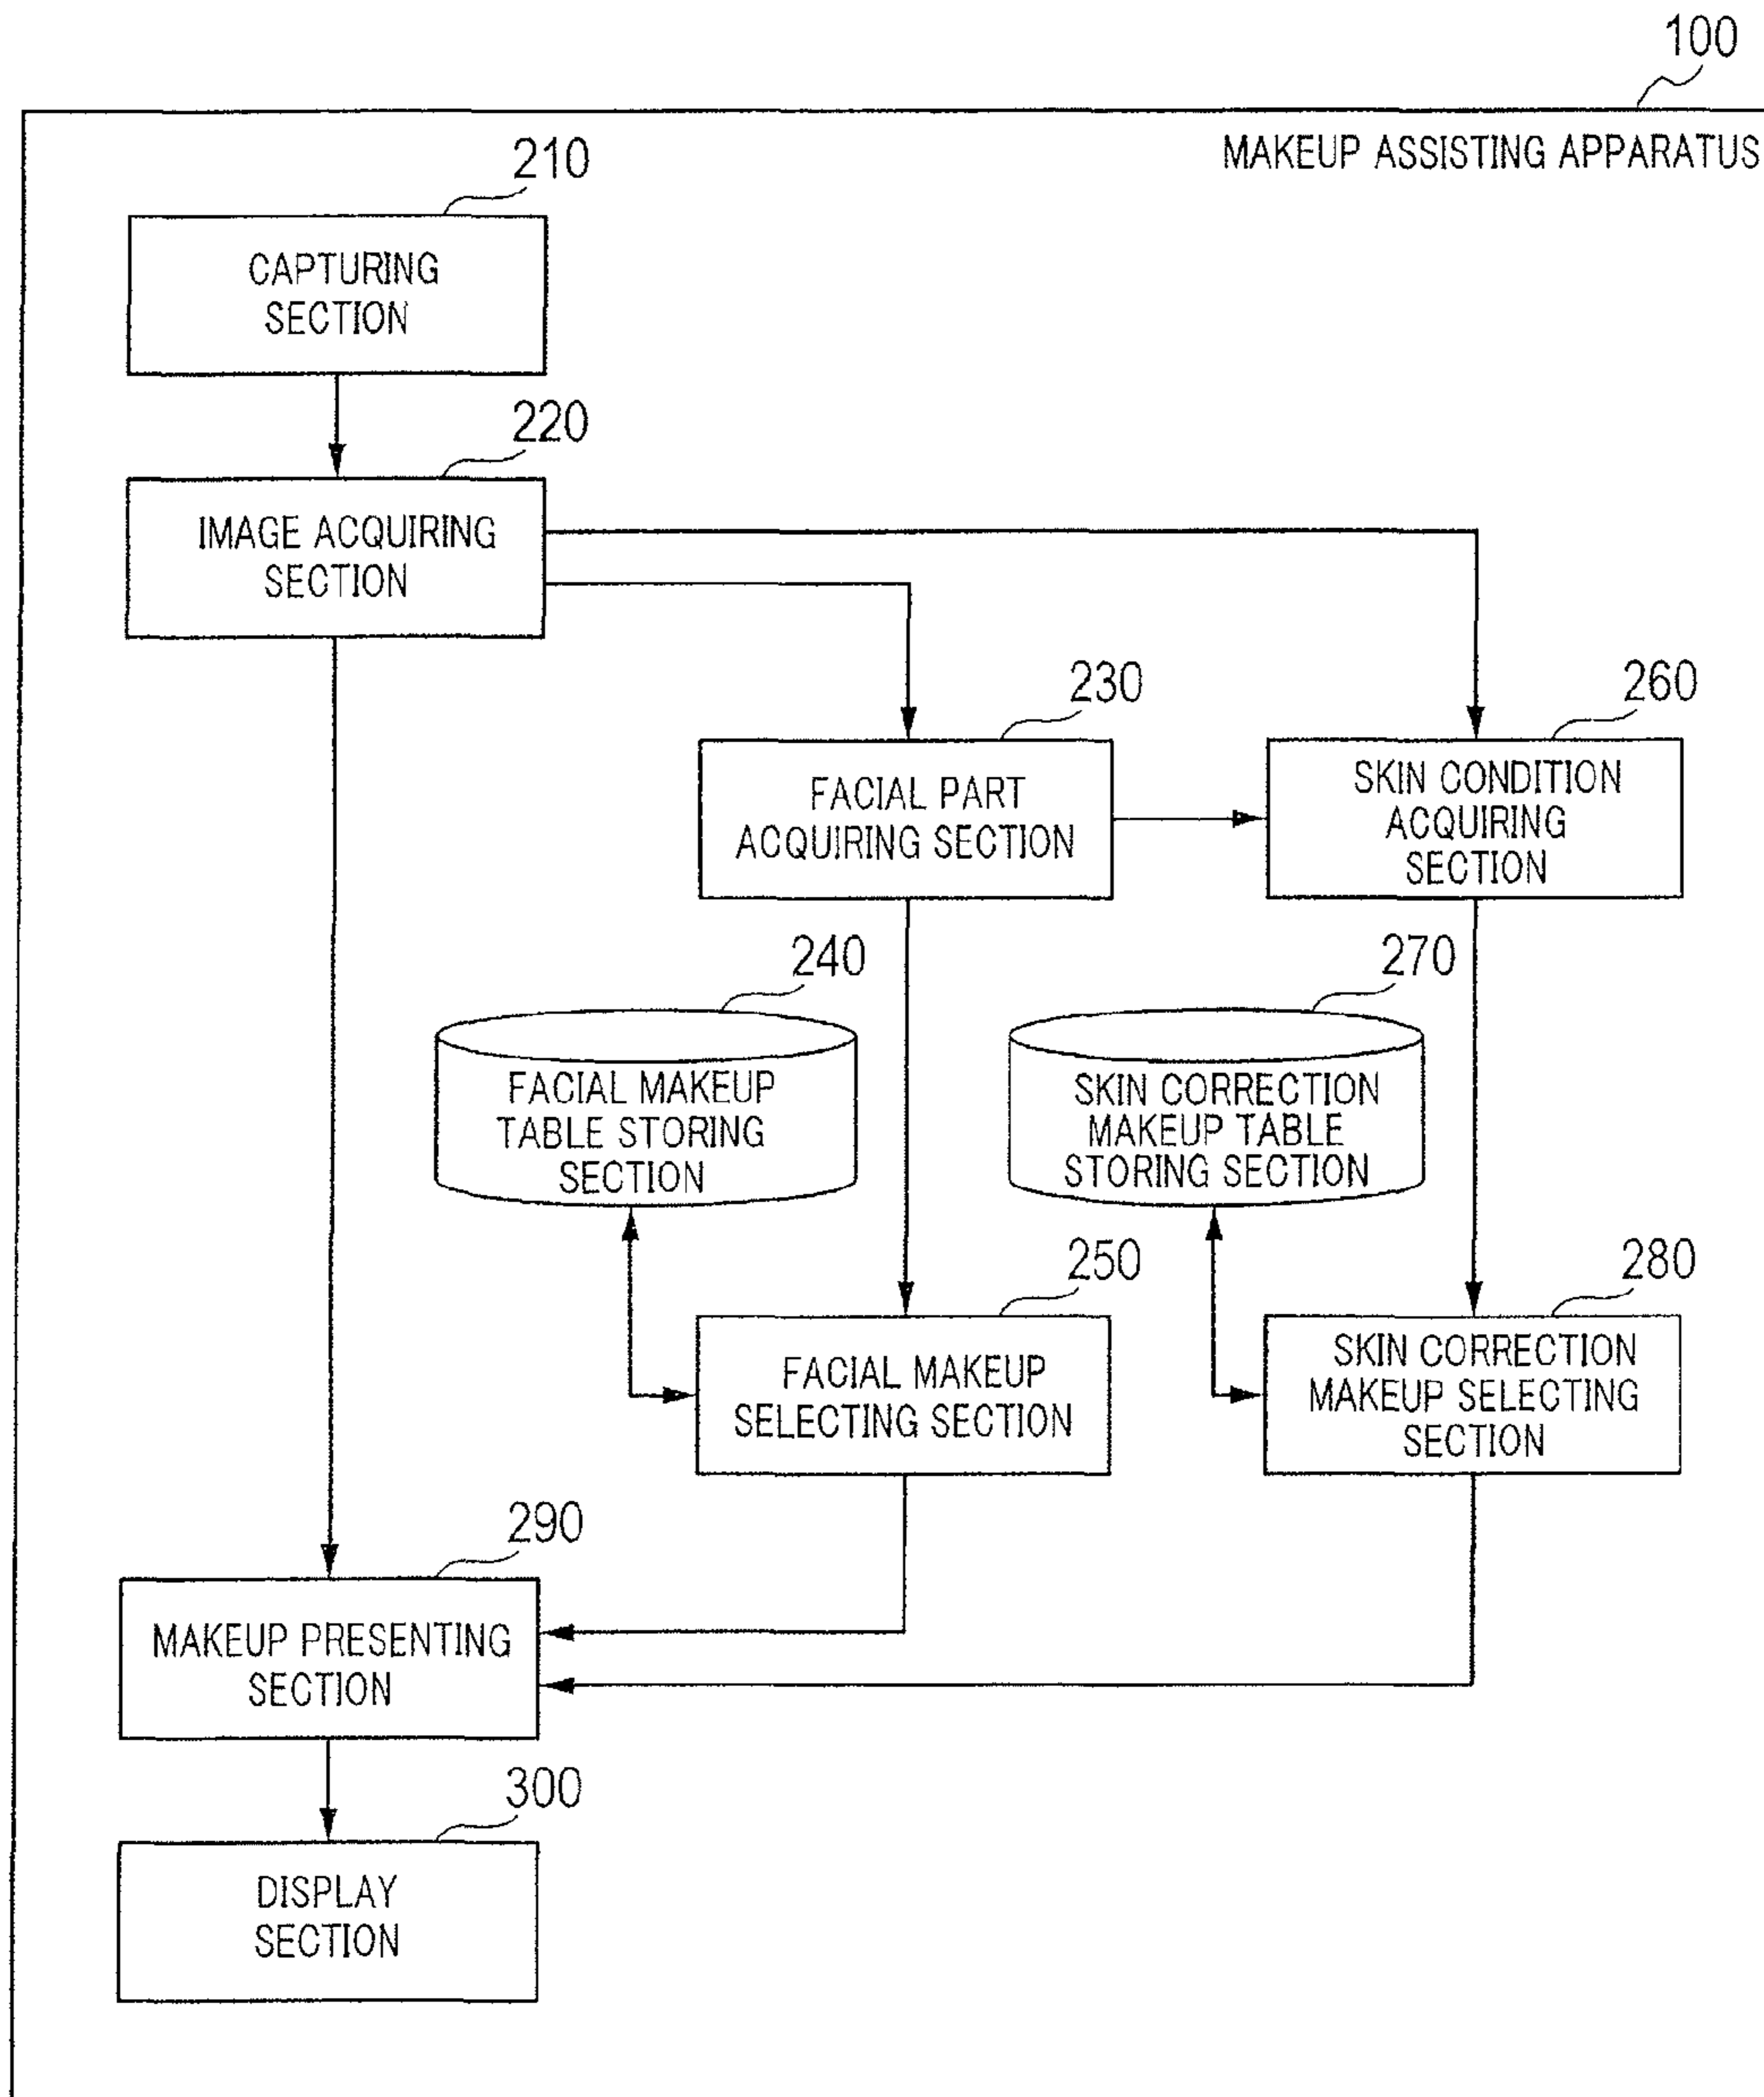 100
MAKEUP ASSISTING APPARATUS
210
CAPTURING
SECTION
220
IMAGE ACQUIRING
SECTION
230
FACIAL PART
ACQUIRING SECTION
260
SKIN CONDITION
ACQUIRING
SECTION
240
FACIAL MAKEUP
TABLE STORING
SECTION
270
SKIN CORRECTION
MAKEUP TABLE
STORING SECTION
250
FACIAL MAKEUP
SELECTING SECTION
280
SKIN CORRECTION
MAKEUP SELECTING
SECTION
290
MAKEUP PRESENTING
SECTION
300
DISPLAY
SECTION